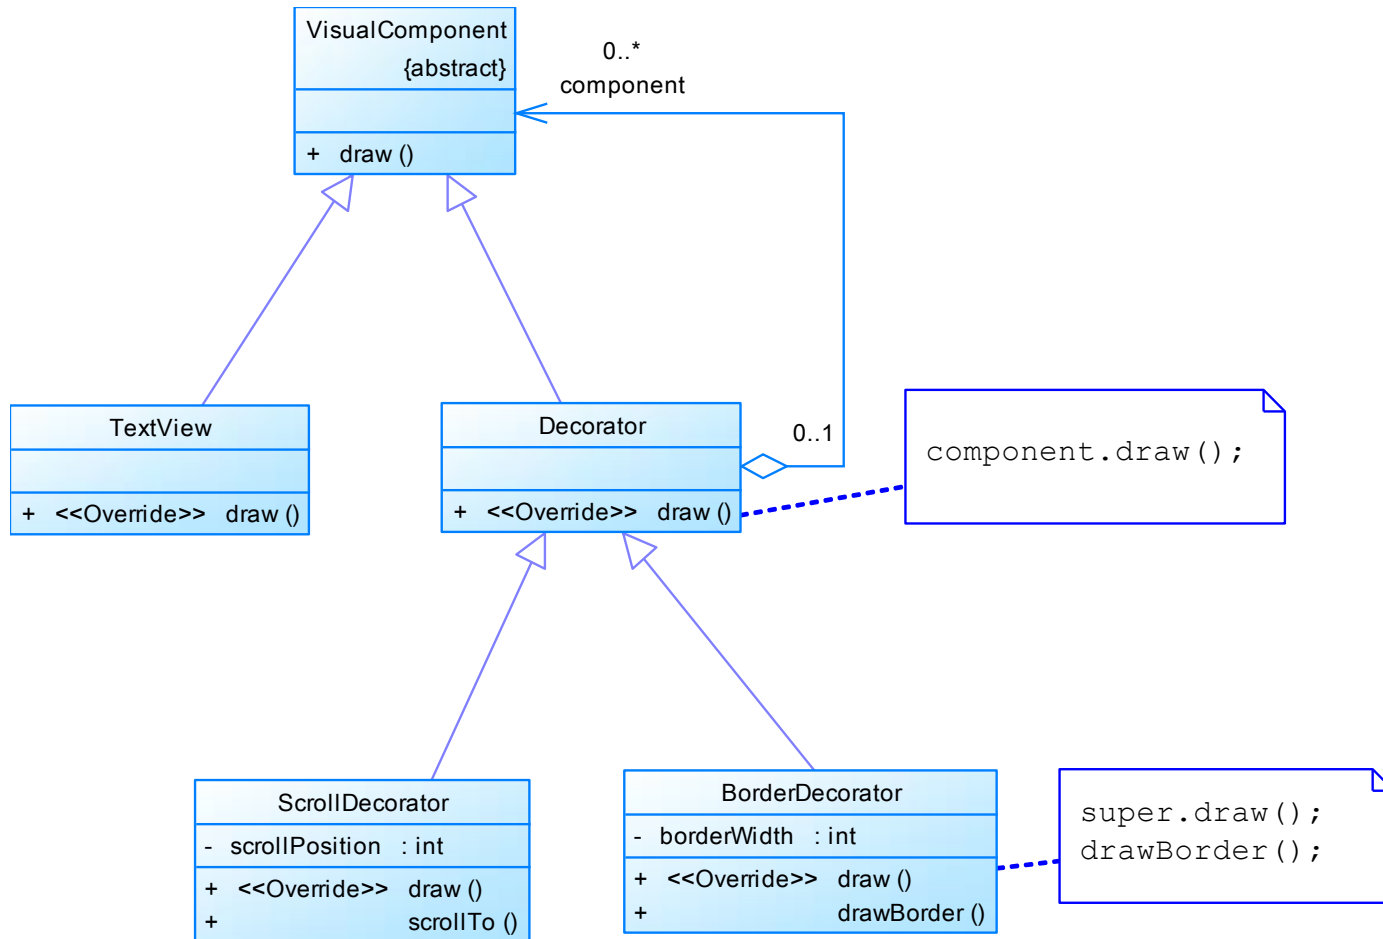 VisualComponent
{abstract}
+ draw ()
0..*
component
TextView
+ <<Override>> draw ()
Decorator
+ <<Override>> draw ()
0..1
component.draw();
ScrollDecorator
- scrollPosition : int
+ <<Override>> draw ()
+ scrollTo ()
BorderDecorator
- borderWidth : int
+ <<Override>> draw ()
+ drawBorder ()
super.draw();
drawBorder();